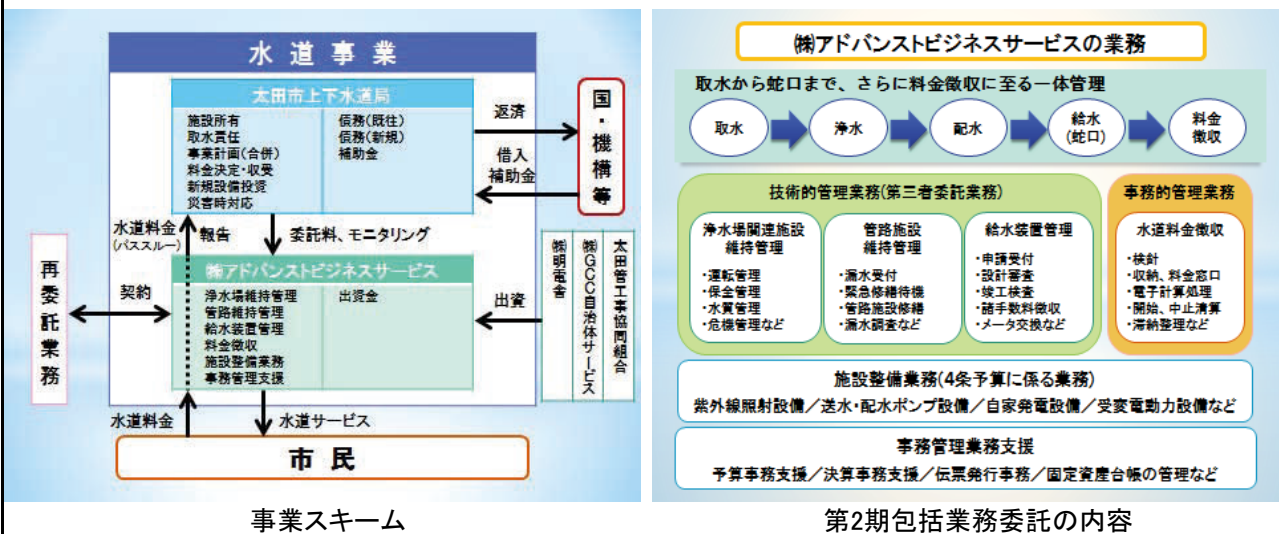 水道事業
太田市上下水道局
施設所有
取水責任
事業計画(合併)
料金決定・収受
新規設備投資
災害時対応
債務(既往)
債務(新規)
補助金
返済
借入
補助金
国・機構等
水道料金
(パススルー)
報告
委託料、モニタリング
㈱アドバンストビジネスサービス
浄水場維持管理
管路維持管理
給水装置管理
料金徴収
施設整備業務
事務管理支援
出資金
再委託業務
契約
出資
㈱明電舎
㈱GCC自治体サービス
太田管工事協同組合
水道料金
水道サービス
市民
事業スキーム
㈱アドバンストビジネスサービスの業務
取水から蛇口まで、さらに料金徴収に至る一体管理
取水
浄水
配水
給水
(蛇口)
料金
徴収
技術的管理業務(第三者委託業務)
浄水場関連施設
維持管理
・運転管理
・保全管理
・水質管理
・危機管理など
管路施設
維持管理
・漏水受付
・緊急修繕待機
・管路施設修繕
・漏水調査など
給水装置管理
・申請受付
・設計審査
・竣工検査
・諸手数料徴収
・メータ交換など
事務的管理業務
水道料金徴収
・検針
・収納、料金窓口
・電子計算処理
・開始、中止清算
・滞納整理など
施設整備業務(4条予算に係る業務)
紫外線照射設備／送水・配水ポンプ設備／自家発電設備／受変電動力設備など
事務管理業務支援
予算事務支援／決算事務支援／伝票発行事務／固定資産台帳の管理など
第2期包括業務委託の内容